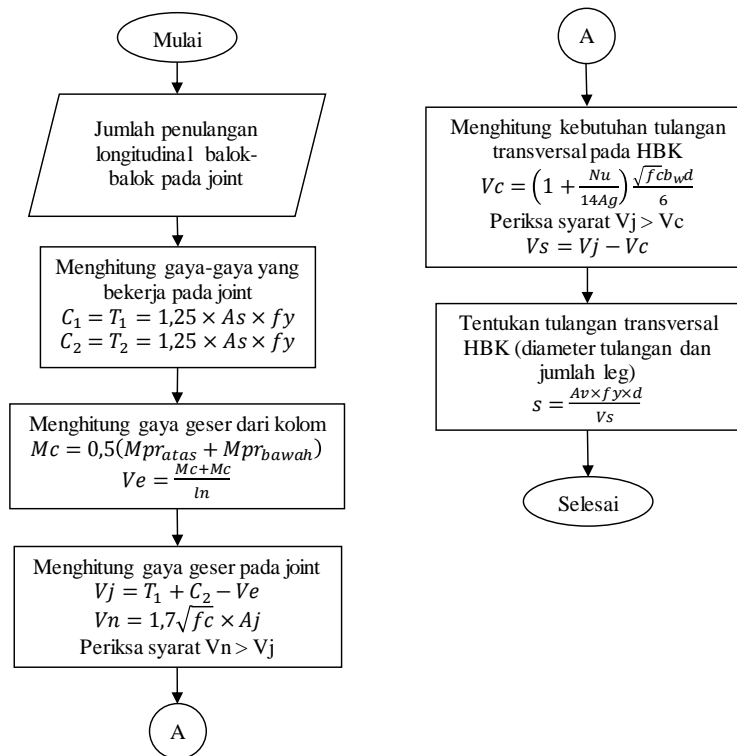 Mulai
Jumlah penulangan
longitudinal balok-
balok pada joint
Menghitung gaya-gaya yang
bekerja pada joint
C₁ = T₁ = 1,25 × As × fy
C₂ = T₂ = 1,25 × As × fy
Menghitung gaya geser dari kolom
Mc = 0,5(Mpr_atas + Mpr_bawah)
Ve = (Mc+Mc)/ln
Menghitung gaya geser pada joint
Vj = T₁ + C₂ − Ve
Vn = 1,7√fc × Aj
Periksa syarat Vn > Vj
A
A
Menghitung kebutuhan tulangan
transversal pada HBK
Vc = (1 + Nu/14Ag) √fc b_w d/6
Periksa syarat Vj > Vc
Vs = Vj − Vc
Tentukan tulangan transversal
HBK (diameter tulangan dan
jumlah leg)
s = Av×fy×d/Vs
Selesai